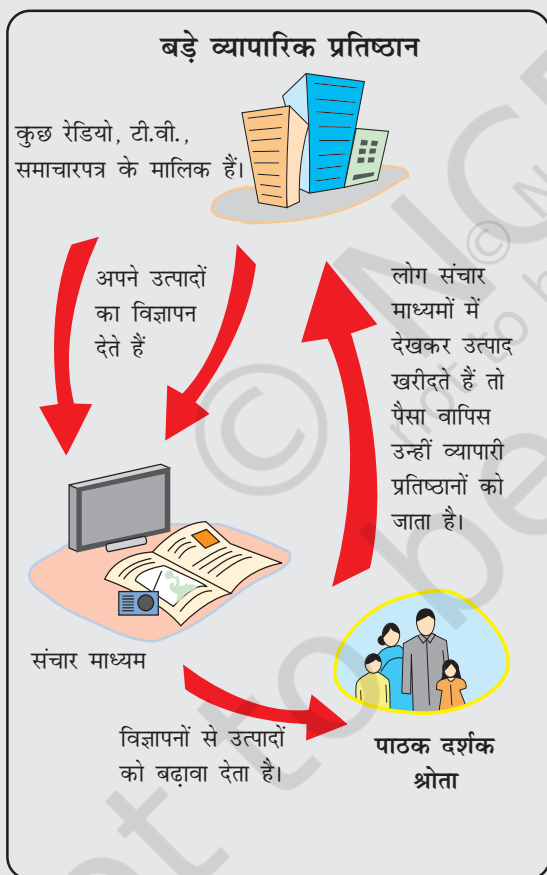 बड़े व्यापारिक प्रतिष्ठान
कुछ रेडियो, टी.वी.,
समाचारपत्र के मालिक हैं।
अपने उत्पादों
का विज्ञापन
देते हैं
लोग संचार
माध्यमों में
देखकर उत्पाद
खरीदते हैं तो
पैसा वापिस
उन्हीं व्यापारी
प्रतिष्ठानों को
जाता है।
संचार माध्यम
विज्ञापनों से उत्पादों
को बढ़ावा देता है।
पाठक दर्शक
श्रोता